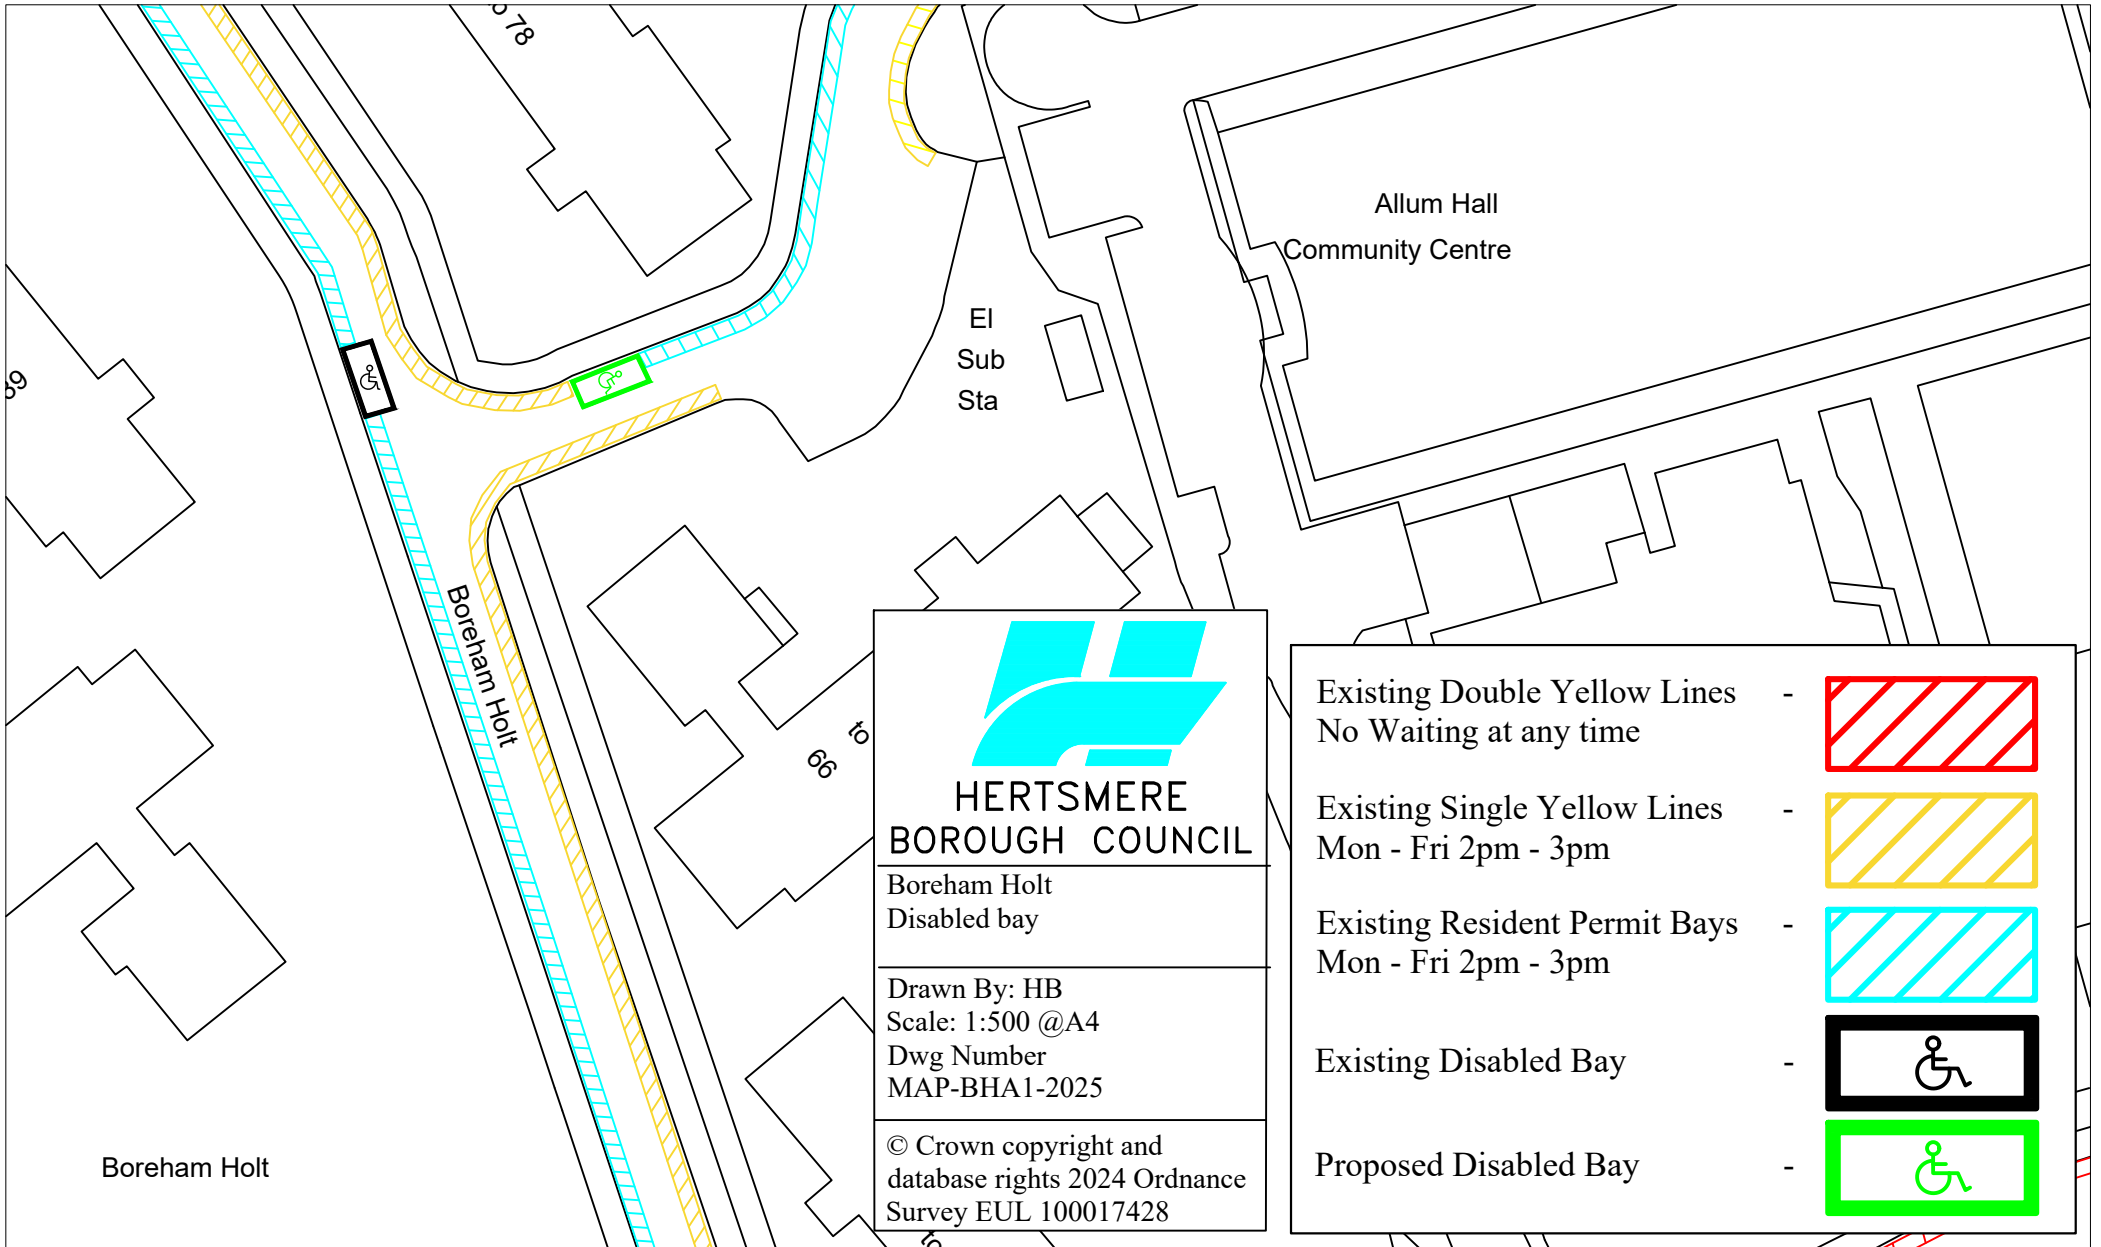 78
Allum Hall
Community Centre
El
Sub
Sta
39
Boreham Holt
to
66
Boreham Holt
to
HERTSMERE
BOROUGH COUNCIL
Boreham Holt
Disabled bay
Drawn By: HB
Scale: 1:500 @A4
Dwg Number
MAP-BHA1-2025
© Crown copyright and
database rights 2024 Ordnance
Survey EUL 100017428
Existing Double Yellow Lines -
No Waiting at any time
Existing Single Yellow Lines -
Mon - Fri 2pm - 3pm
Existing Resident Permit Bays -
Mon - Fri 2pm - 3pm
Existing Disabled Bay -
Proposed Disabled Bay -